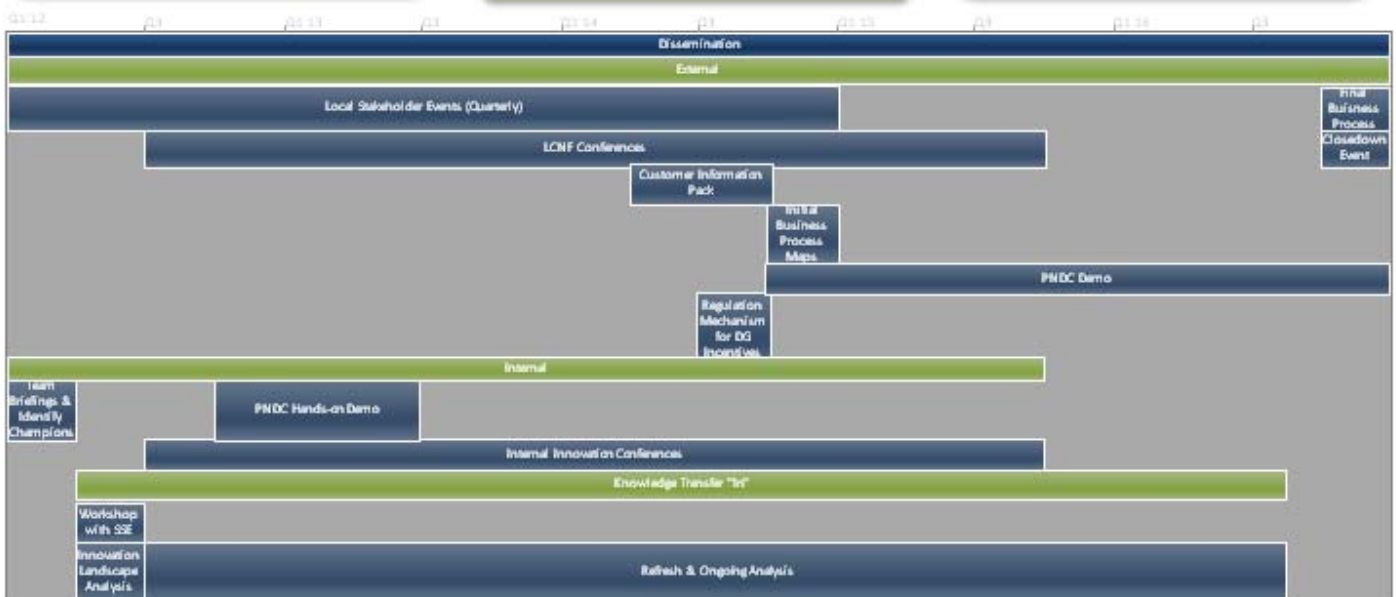 Q1 12 Q3 Q1 13 Q3 Q1 14 Q3 Q1 15 Q3 Q1 16 Q3
Dissemination
External
Local Stakeholder Events (Quarterly)
Final
Buisness
Process
LCNF Conferences
Closedown
Event
Customer Information
Pack
Initial
Business
Process
Maps
PNDC Demo
Regulation
Mechanism
for DG
Incentives
Internal
Team
Briefings &
Identify
Champions
PNDC Hands-on Demo
Internal Innovation Conferences
Knowledge Transfer "In"
Workshop
with SSE
Innovation
Landscape
Analysis
Refresh & Ongoing Analysis